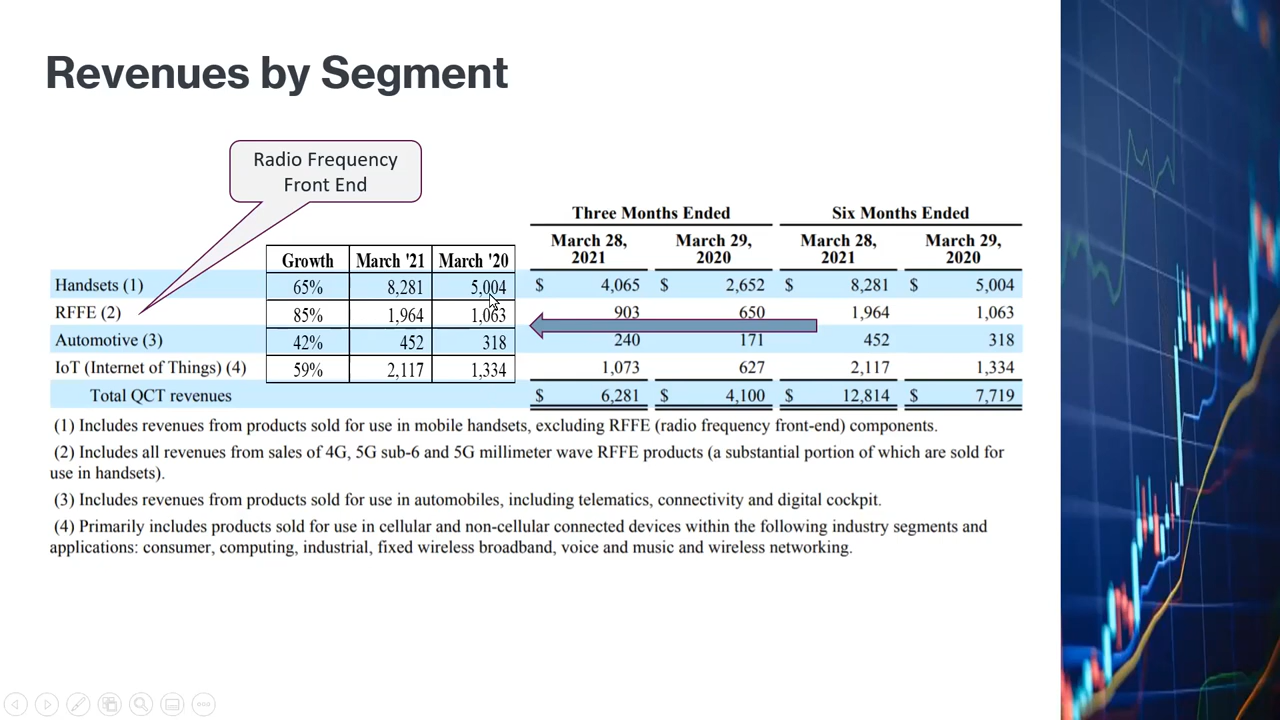 Revenues by Segment
Radio Frequency
Front End
Three Months Ended Six Months Ended
March 28, 2021 March 29, 2020 March 28, 2021 March 29, 2020
Growth March '21 March '20
Handsets (1) 65% 8,281 5,004 $ 4,065 $ 2,652 $ 8,281 $ 5,004
RFFE (2) 85% 1,964 1,063 903 650 1,964 1,063
Automotive (3) 42% 452 318 240 171 452 318
IoT (Internet of Things) (4) 59% 2,117 1,334 1,073 627 2,117 1,334
Total QCT revenues $ 6,281 $ 4,100 $ 12,814 $ 7,719
(1) Includes revenues from products sold for use in mobile handsets, excluding RFFE (radio frequency front-end) components.
(2) Includes all revenues from sales of 4G, 5G sub-6 and 5G millimeter wave RFFE products (a substantial portion of which are sold for
use in handsets).
(3) Includes revenues from products sold for use in automobiles, including telematics, connectivity and digital cockpit.
(4) Primarily includes products sold for use in cellular and non-cellular connected devices within the following industry segments and
applications: consumer, computing, industrial, fixed wireless broadband, voice and music and wireless networking.